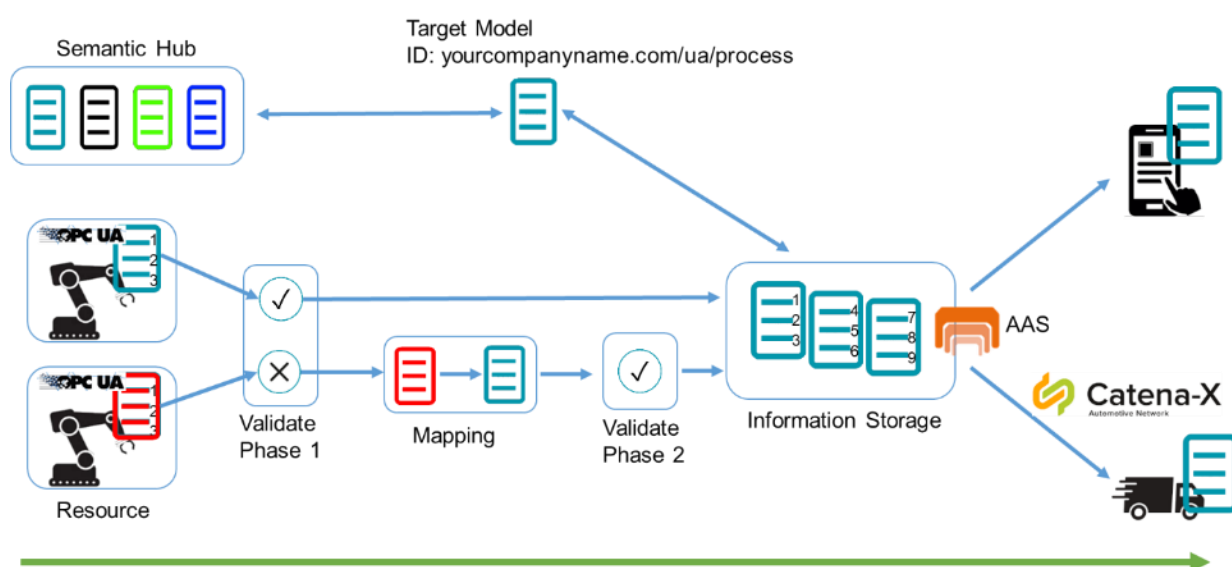 Target Model
ID: yourcompanyname.com/ua/process
Semantic Hub
OPC UA
1
2
3
Validate
Phase 1
OPC UA
1
2
3
Resource
Mapping
Validate
Phase 2
1
2
3
4
5
6
7
8
9
Information Storage
AAS
Catena-X
Automotive Network